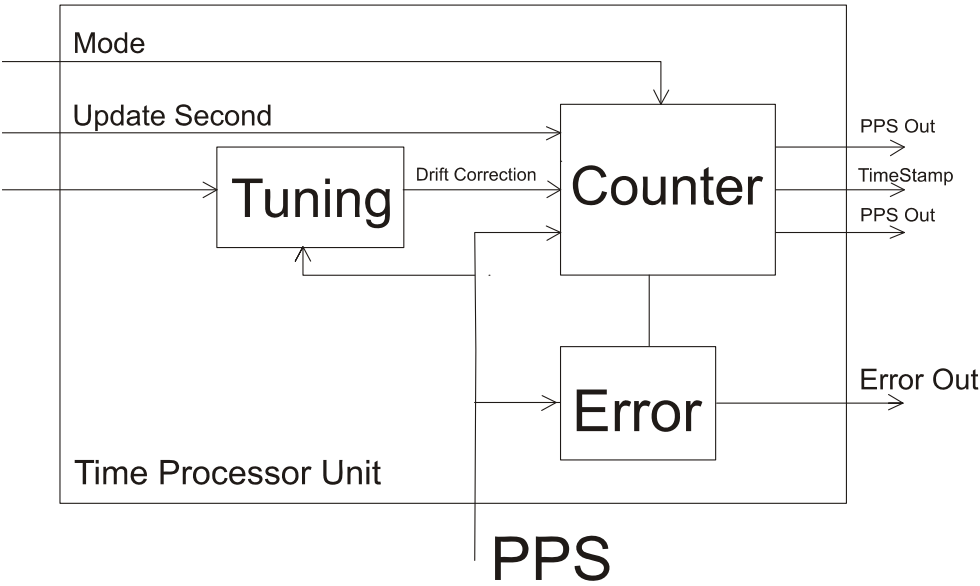 Mode
Update Second
PPS Out
Tuning
Drift Correction
Counter
TimeStamp
PPS Out
Error
Error Out
Time Processor Unit
PPS